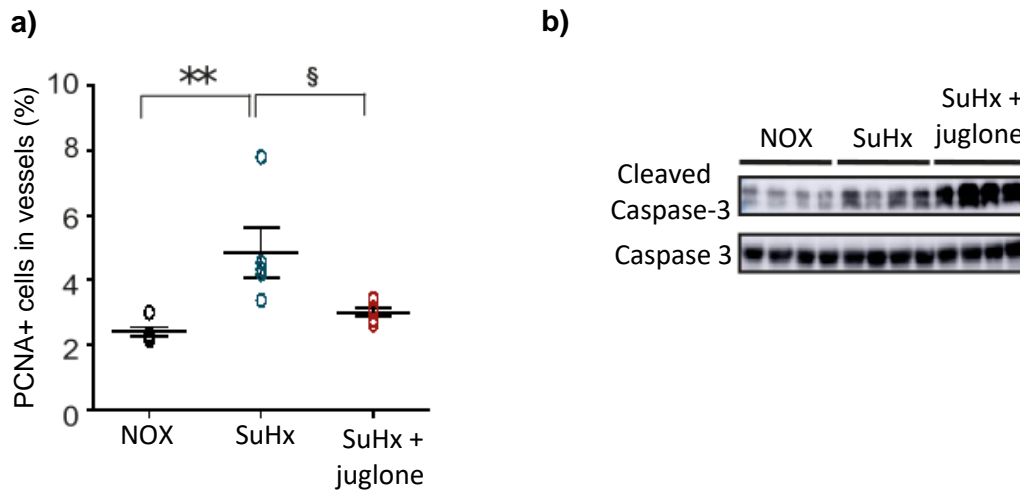 a)
PCNA+ cells in vessels (%)
10
8
6
4
2
0
**
§
NOX
SuHx
SuHx +
juglone
b)
NOX
SuHx
SuHx +
juglone
Cleaved
Caspase-3
Caspase 3